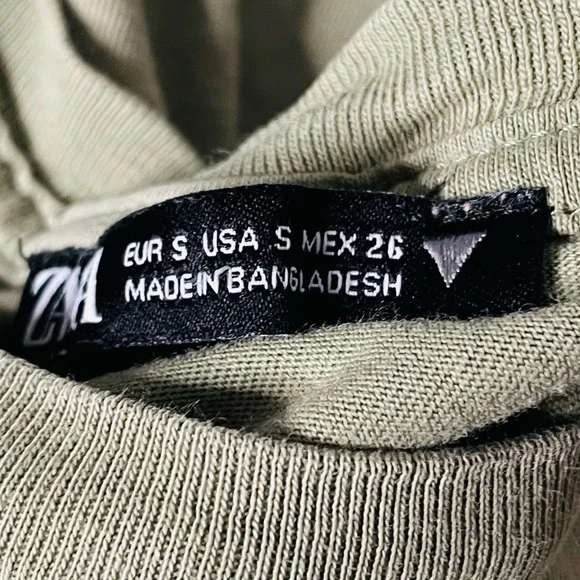 ZARA
EUR S USA S MEX 26
MADE IN BANGLADESH